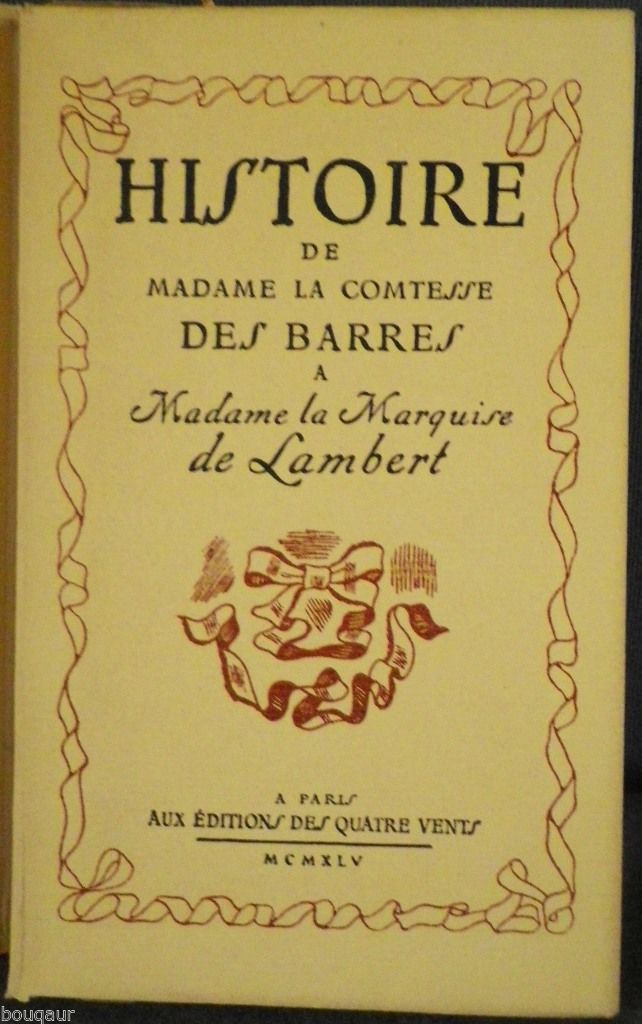 HISTOIRE
DE
MADAME LA COMTESSE
DES BARRES
A
Madame la Marquise
de Lambert
A PARIS
AUX ÉDITIONS DES QUATRE VENTS
MCMXLV
bouqaur